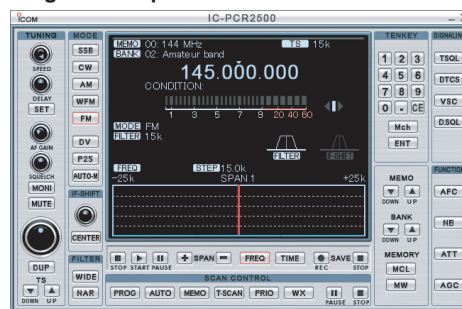 ICOM IC-PCR2500
TUNING
SPEED
DELAY
SET
AF GAIN
SQUELCH
MONI
MUTE
DUP
TS
DOWN UP
MODE
SSB
CW
AM
WFM
FM
DV
P25
AUTO-M
IF-SHIFT
CENTER
FILTER
WIDE
NAR
MEMO 00: 144 MHz TS 15k
BANK 02: Amateur band
145.000.000
CONDITION:
1 3 5 7 9 20 40 60
MODE FM
FILTER 15k
FILTER F-SHIFT
FREQ STEP 15.0k
-25k SPAN 1 +25k
STOP START PAUSE SPAN FREQ TIME REC SAVE STOP
SCAN CONTROL
PROG AUTO MEMO T-SCAN PRIO WX PAUSE STOP
TENKEY
1 2 3
4 5 6
7 8 9
0 . CE
Mch
ENT
MEMO
DOWN UP
BANK
DOWN UP
MEMORY
MCL
MW
SIGNALIN
TSQL
DTCS
VSC
D.SQL
FUNCTION
AFC
NB
ATT
AGC